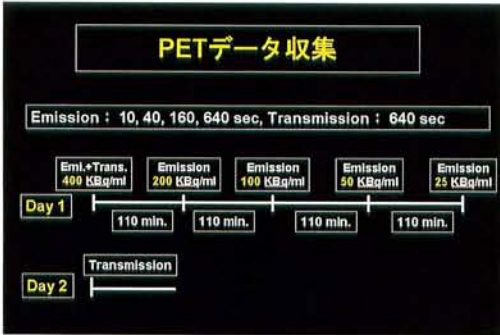 PETデータ収集
Emission： 10, 40, 160, 640 sec, Transmission： 640 sec
Emi.+Trans. Emission Emission Emission Emission
400 KBq/ml 200 KBq/ml 100 KBq/ml 50 KBq/ml 25 KBq/ml
Day 1
110 min. 110 min. 110 min. 110 min.
Transmission
Day 2